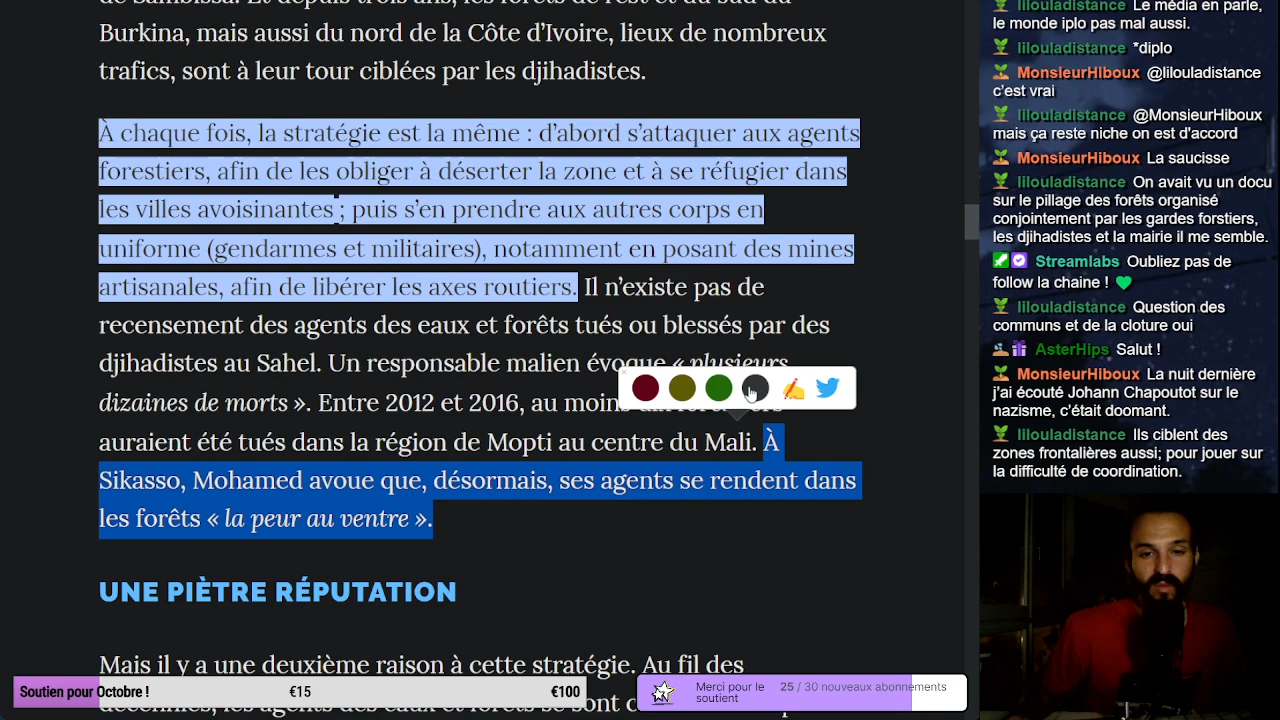 de Sambissa. Et depuis trois ans, les forêts de l'est et du sud du
Burkina, mais aussi du nord de la Côte d’Ivoire, lieux de nombreux
trafics, sont à leur tour ciblées par les djihadistes.
À chaque fois, la stratégie est la même : d’abord s’attaquer aux agents
forestiers, afin de les obliger à déserter la zone et à se réfugier dans
les villes avoisinantes ; puis s’en prendre aux autres corps en
uniforme (gendarmes et militaires), notamment en posant des mines
artisanales, afin de libérer les axes routiers. Il n’existe pas de
recensement des agents des eaux et forêts tués ou blessés par des
djihadistes au Sahel. Un responsable malien évoque « plusieurs
dizaines de morts ». Entre 2012 et 2016, au moins
auraient été tués dans la région de Mopti au centre du Mali. À
Sikasso, Mohamed avoue que, désormais, ses agents se rendent dans
les forêts « la peur au ventre ».
UNE PIÈTRE RÉPUTATION
Mais il y a une deuxième raison à cette stratégie. Au fil des
Soutien pour Octobre !
€15
€100
Merci pour le
soutien
25 / 30 nouveaux abonnements
lilouladistance Le média en parle,
le monde iplo pas mal aussi.
lilouladistance *diplo
MonsieurHiboux @lilouladistance
c’est vrai
lilouladistance @MonsieurHiboux
mais ça reste niche on est d'accord
MonsieurHiboux La saucisse
lilouladistance On avait vu un docu
sur le pillage des forêts organisé
conjointement par les gardes forstiers,
les djihadistes et la mairie il me semble.
Streamlabs Oubliez pas de
follow la chaine !
lilouladistance Question des
communs et de la cloture oui
AsterHips Salut !
MonsieurHiboux La nuit dernière
j'ai écouté Johann Chapoutot sur le
nazisme, c'était doomant.
lilouladistance Ils ciblent des
zones frontalières aussi; pour jouer sur
la difficulté de coordination.